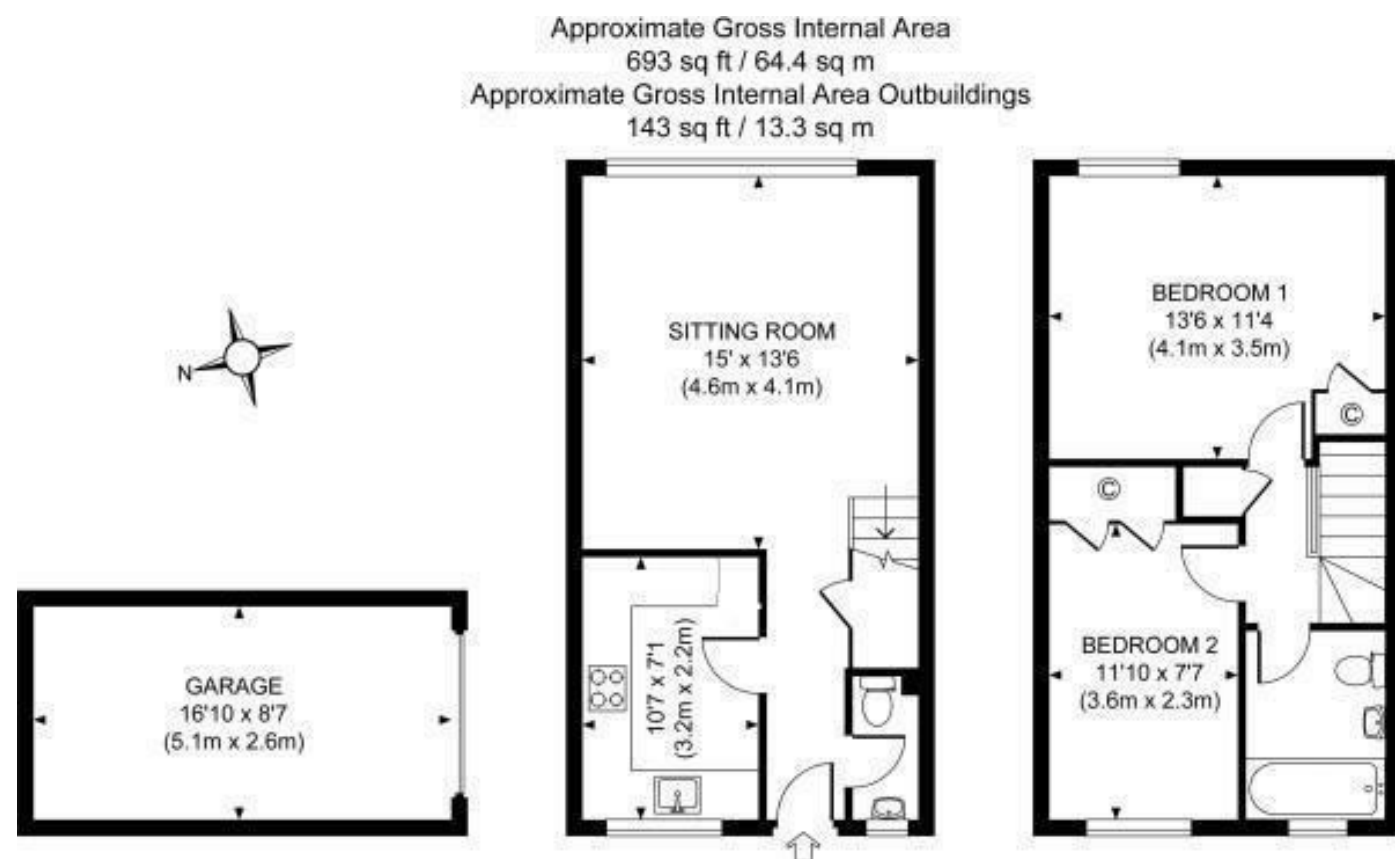 Approximate Gross Internal Area
693 sq ft / 64.4 sq m
Approximate Gross Internal Area Outbuildings
143 sq ft / 13.3 sq m
N
GARAGE
16'10 x 8'7
(5.1m x 2.6m)
SITTING ROOM
15' x 13'6
(4.6m x 4.1m)
10'7 x 7'1
(3.2m x 2.2m)
BEDROOM 1
13'6 x 11'4
(4.1m x 3.5m)
C
C
BEDROOM 2
11'10 x 7'7
(3.6m x 2.3m)